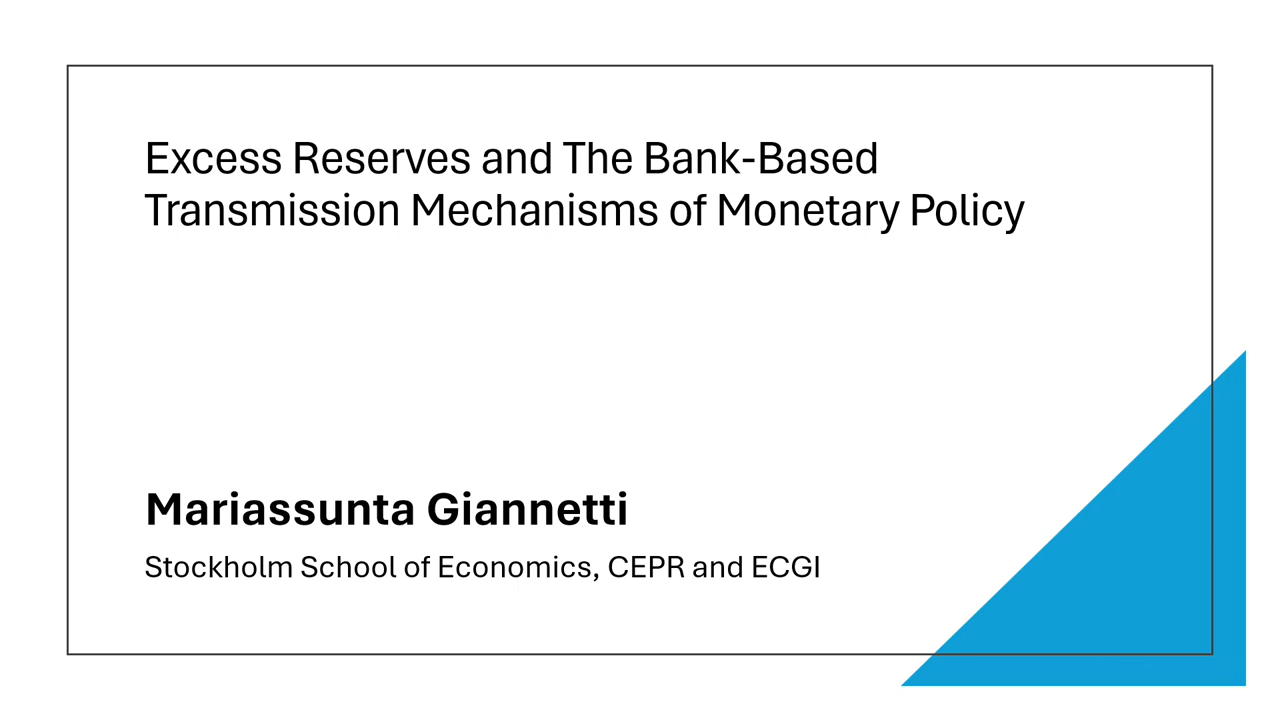 Excess Reserves and The Bank-Based
Transmission Mechanisms of Monetary Policy
Mariassunta Giannetti
Stockholm School of Economics, CEPR and ECGI